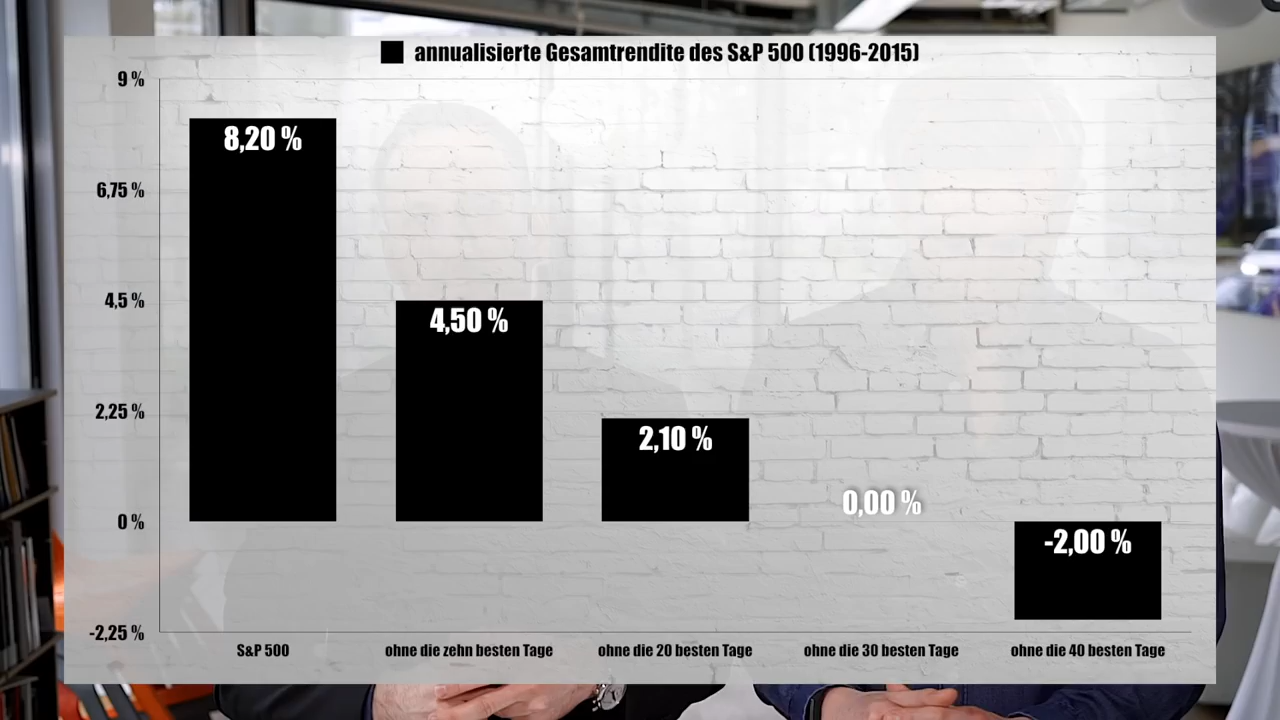 annualisierte Gesamtrendite des S&P 500 (1996-2015)
9 %
6,75 %
4,5 %
2,25 %
0 %
-2,25 %
8,20 %
4,50 %
2,10 %
0,00 %
-2,00 %
S&P 500
ohne die zehn besten Tage
ohne die 20 besten Tage
ohne die 30 besten Tage
ohne die 40 besten Tage